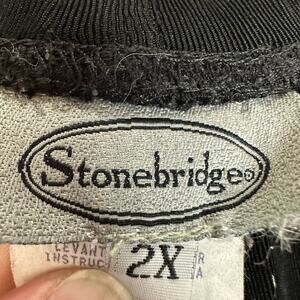 Stonebridge®
LEVANT
INSTRUC
2X
R
A